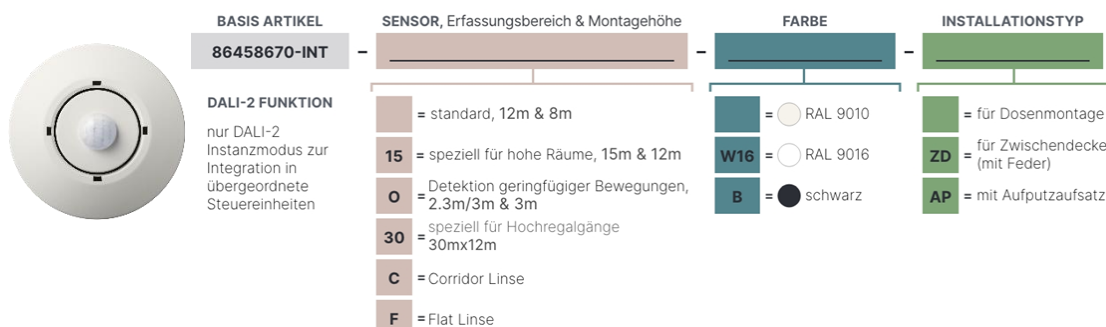 BASIS ARTIKEL
86458670-INT
–
SENSOR, Erfassungsbereich & Montagehöhe
–
FARBE
–
INSTALLATIONSTYP
DALI-2 FUNKTION
nur DALI-2
Instanzmodus zur
Integration in
übergeordnete
Steuereinheiten
= standard, 12m & 8m
15 = speziell für hohe Räume, 15m & 12m
O = Detektion geringfügiger Bewegungen,
2.3m/3m & 3m
30 = speziell für Hochregalgänge
30mx12m
C = Corridor Linse
F = Flat Linse
= RAL 9010
W16 = RAL 9016
B = schwarz
= für Dosenmontage
ZD = für Zwischendecke
(mit Feder)
AP = mit Aufputzaufsatz